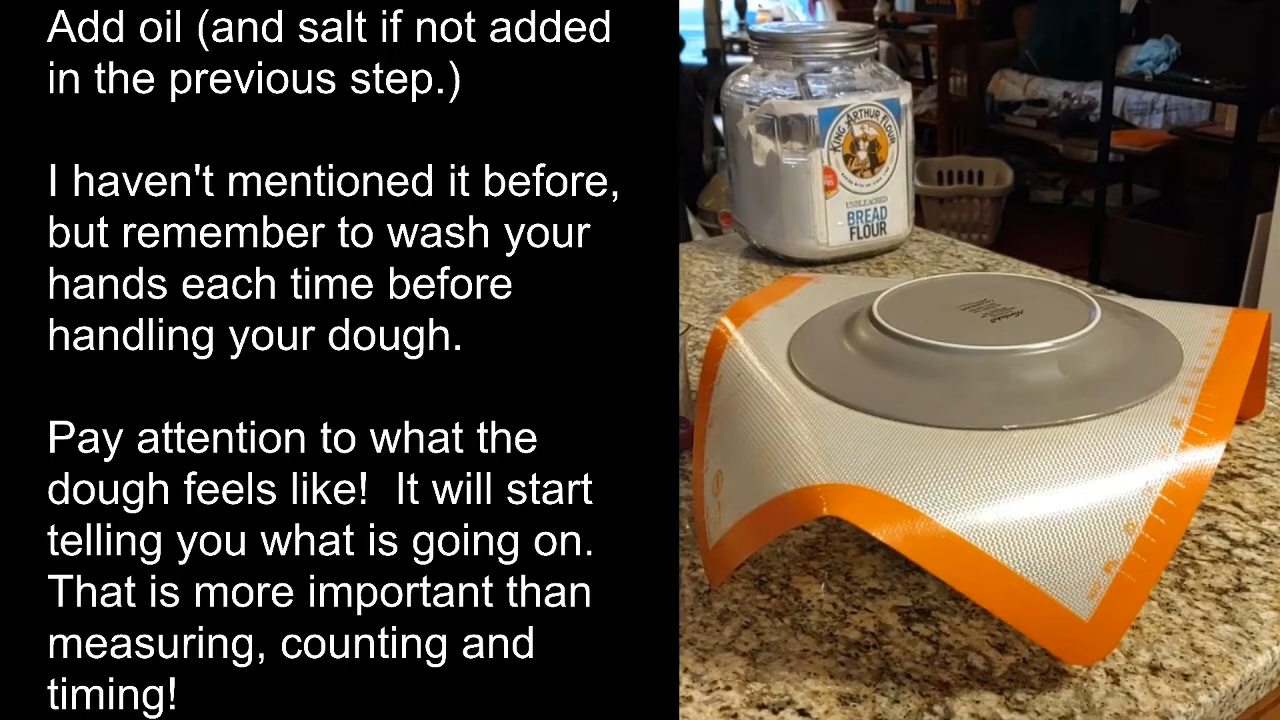 Add oil (and salt if not added
in the previous step.)
I haven't mentioned it before,
but remember to wash your
hands each time before
handling your dough.
Pay attention to what the
dough feels like!  It will start
telling you what is going on.
That is more important than
measuring, counting and
timing!
KING ARTHUR FLOUR
UNBLEACHED
BREAD
FLOUR